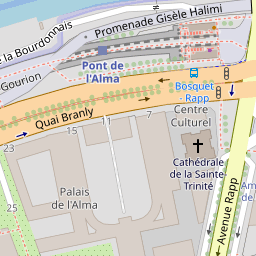 Promenade Gisèle Halimi
la Bourdonnais
Gourion
Pont de
l'Alma
Bosquet
- Rapp
Quai Branly
Centre
Culturel
7
11
15
23
25
Cathédrale
de la Sainte-
Trinité
Palais
de l'Alma
Avenue Rapp